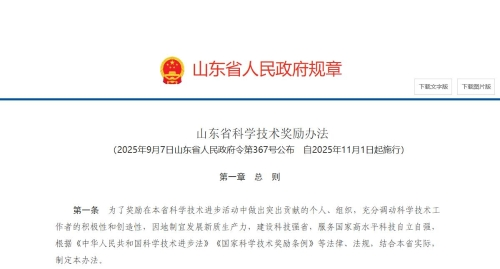 山东省人民政府规章
下载文字版 下载图片版
山东省科学技术奖励办法
（2025年9月7日山东省人民政府令第367号公布 自2025年11月1日起施行）
第一章 总 则
第一条 为了奖励在本省科学技术进步活动中做出突出贡献的个人、组织，充分调动科学技术工
作者的积极性和创造性，因地制宜发展新质生产力，建设科技强省，服务国家高水平科技自立自强，
根据《中华人民共和国科学技术进步法》《国家科学技术奖励条例》等法律、法规，结合本省实际，
制定本办法。